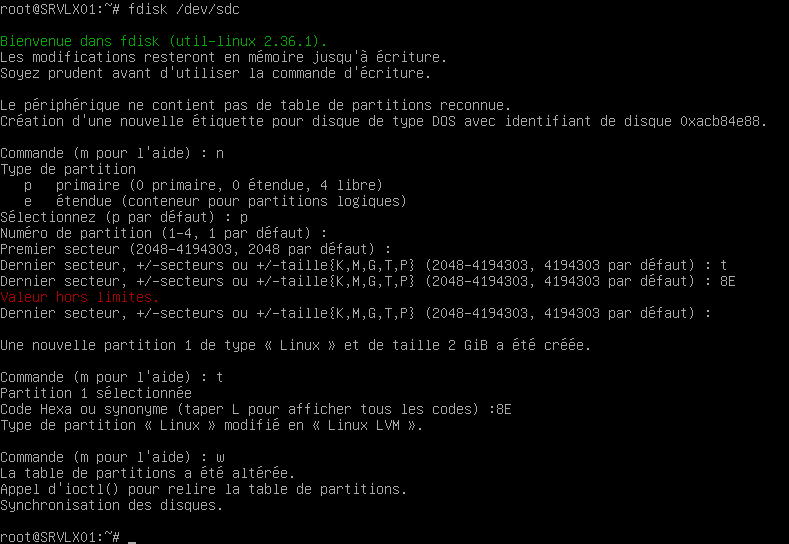 root@SRVLX01:~# fdisk /dev/sdc
Bienvenue dans fdisk (util-linux 2.36.1).
Les modifications resteront en mémoire jusqu'à écriture.
Soyez prudent avant d'utiliser la commande d'écriture.
Le périphérique ne contient pas de table de partitions reconnue.
Création d'une nouvelle étiquette pour disque de type DOS avec identifiant de disque 0xacb84e88.
Commande (m pour l'aide) : n
Type de partition
   p   primaire (0 primaire, 0 étendue, 4 libre)
   e   étendue (conteneur pour partitions logiques)
Sélectionnez (p par défaut) : p
Numéro de partition (1-4, 1 par défaut) :
Premier secteur (2048-4194303, 2048 par défaut) :
Dernier secteur, +/-secteurs ou +/-taille{K,M,G,T,P} (2048-4194303, 4194303 par défaut) : t
Dernier secteur, +/-secteurs ou +/-taille{K,M,G,T,P} (2048-4194303, 4194303 par défaut) : 8E
Valeur hors limites.
Dernier secteur, +/-secteurs ou +/-taille{K,M,G,T,P} (2048-4194303, 4194303 par défaut) :
Une nouvelle partition 1 de type « Linux » et de taille 2 GiB a été créée.
Commande (m pour l'aide) : t
Partition 1 sélectionnée
Code Hexa ou synonyme (taper L pour afficher tous les codes) :8E
Type de partition « Linux » modifié en « Linux LVM ».
Commande (m pour l'aide) : w
La table de partitions a été altérée.
Appel d'ioctl() pour relire la table de partitions.
Synchronisation des disques.
root@SRVLX01:~# _